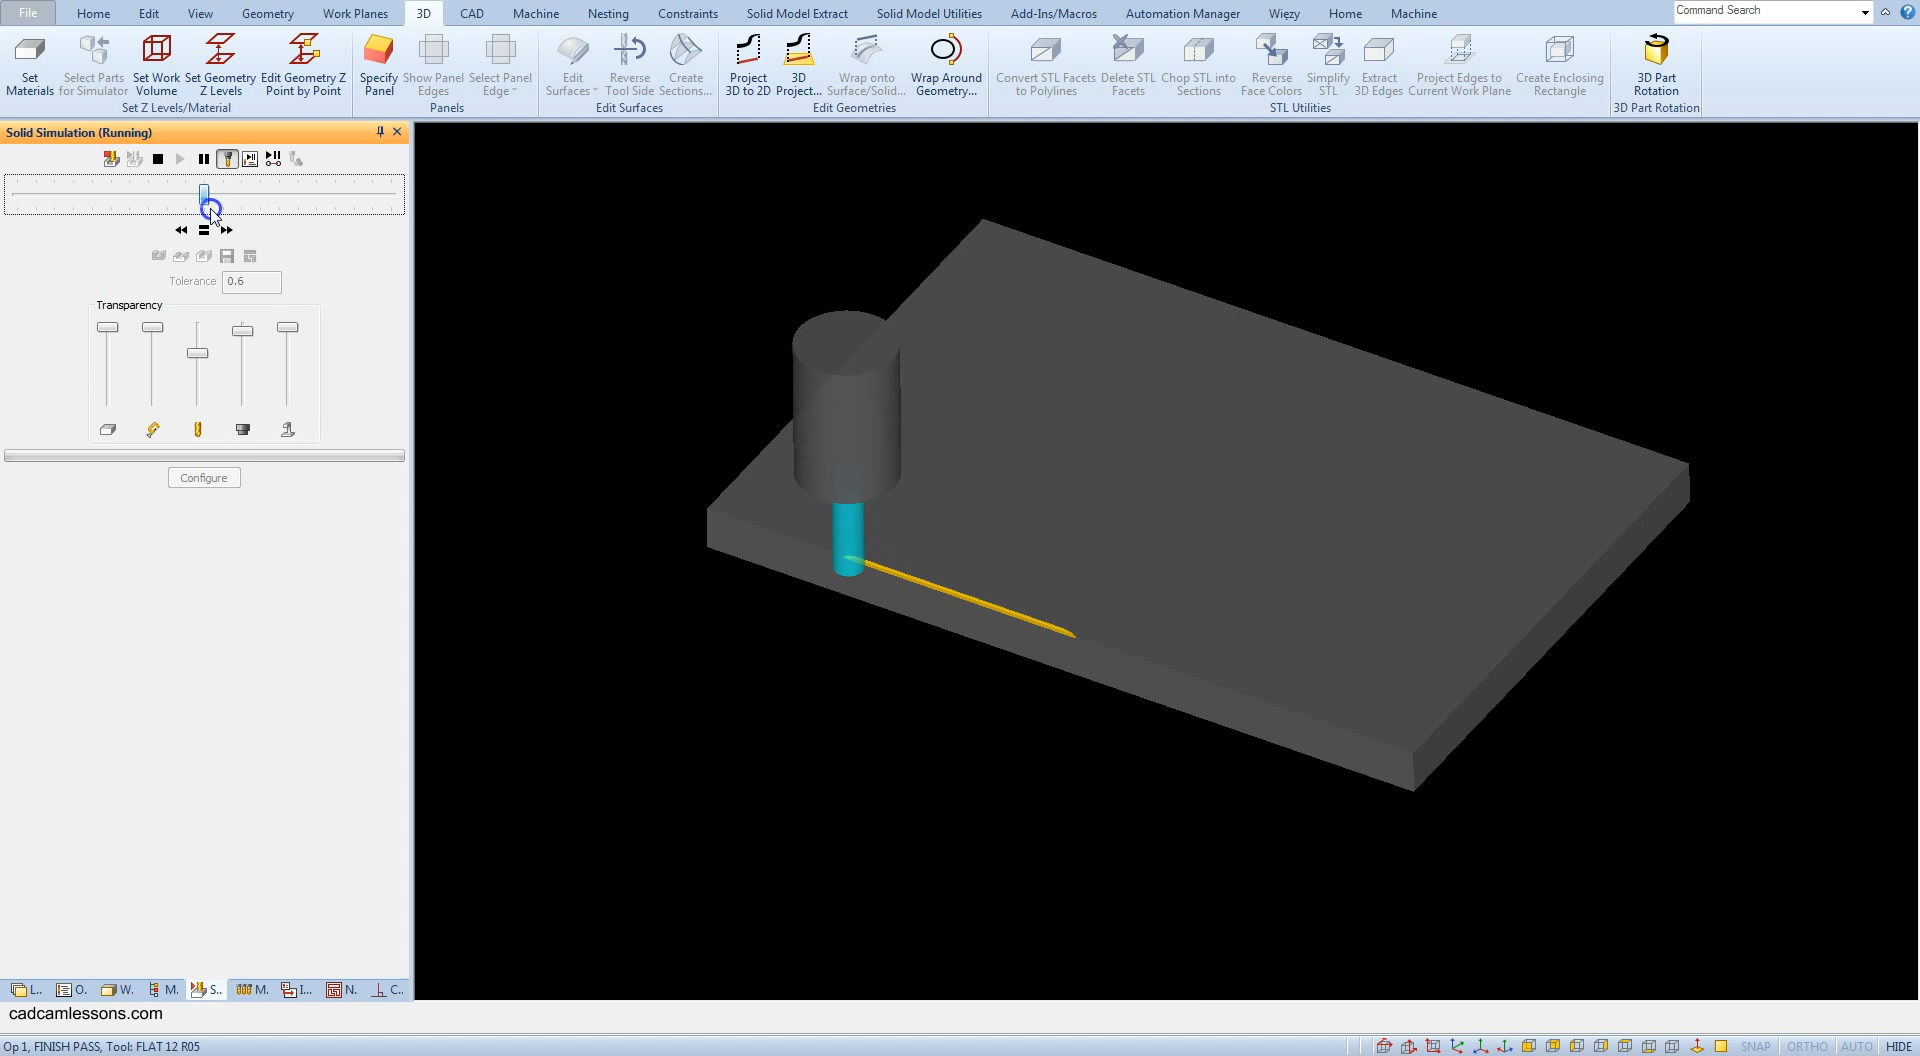 File Home Edit View Geometry Work Planes 3D CAD Machine Nesting Constraints Solid Model Extract Solid Model Utilities Add-Ins/Macros Automation Manager Więzy Home Machine Command Search
Set Materials
Select Parts for Simulator
Set Work Volume
Set Geometry Z Levels
Edit Geometry Z Point by Point
Specify Panel
Show Panel Edges
Select Panel Edge
Edit Surfaces
Reverse Tool Side
Create Sections...
Project 3D to 2D
3D Project...
Wrap onto Surface/Solid...
Wrap Around Geometry...
Convert STL Facets to Polylines
Delete STL Facets
Chop STL into Sections
Reverse Face Colors
Simplify STL
Extract 3D Edges
Project Edges to Current Work Plane
Create Enclosing Rectangle
3D Part Rotation
Set Z Levels/Material Panels Edit Surfaces Edit Geometries STL Utilities 3D Part Rotation
Solid Simulation (Running)
Tolerance 0.6
Transparency
Configure
L.. O. W. M. S.. M. I... N. C..
cadcamlessons.com
Op 1, FINISH PASS, Tool: FLAT 12 R05 SNAP ORTHO AUTO HIDE